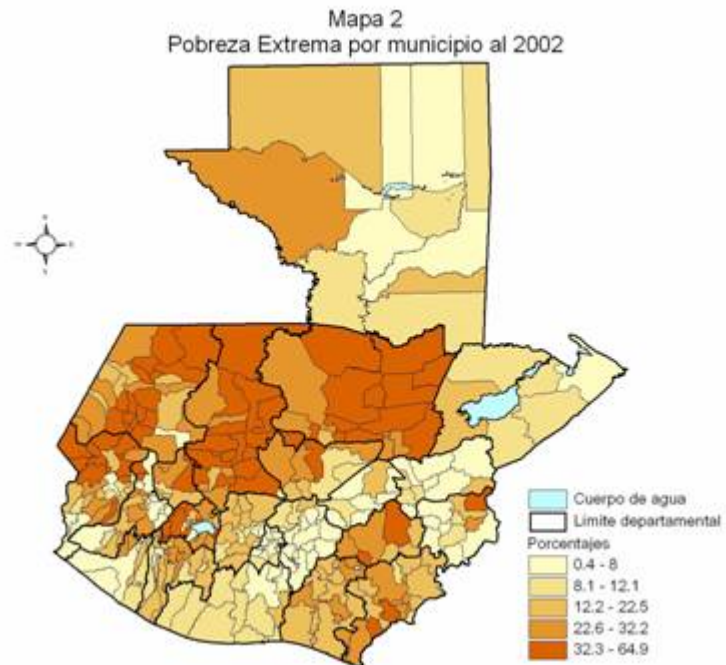 Mapa 2
Pobreza Extrema por municipio al 2002
N
W
E
S
Cuerpo de agua
Limite departamental
Porcentajes
0.4 - 8
8.1 - 12.1
12.2 - 22.5
22.6 - 32.2
32.3 - 64.9